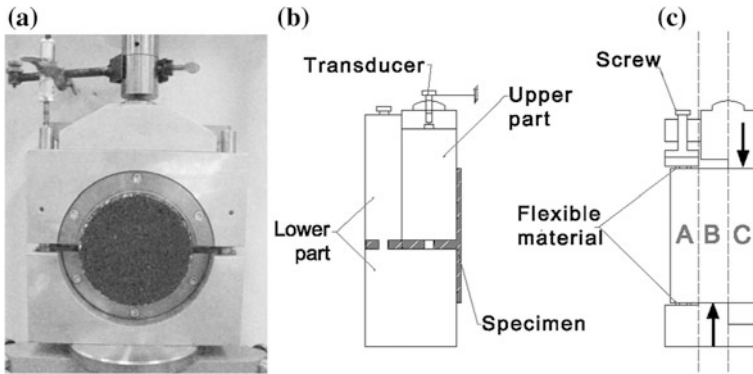 (a)
(b)
(c)
Transducer
Upper
part
Lower
part
Specimen
Screw
Flexible
material
A B C